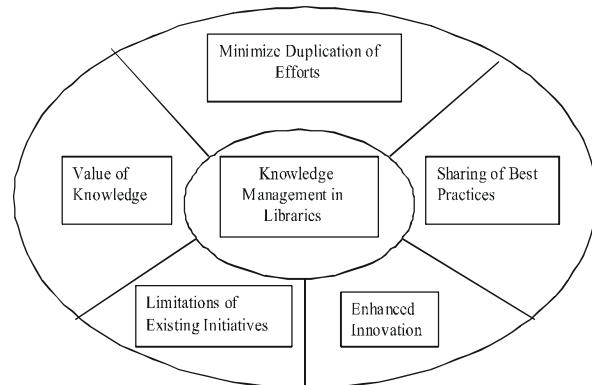 Minimize Duplication of
Efforts
Value of
Knowledge
Knowledge
Management in
Libraries
Sharing of Best
Practices
Limitations of
Existing Initiatives
Enhanced
Innovation